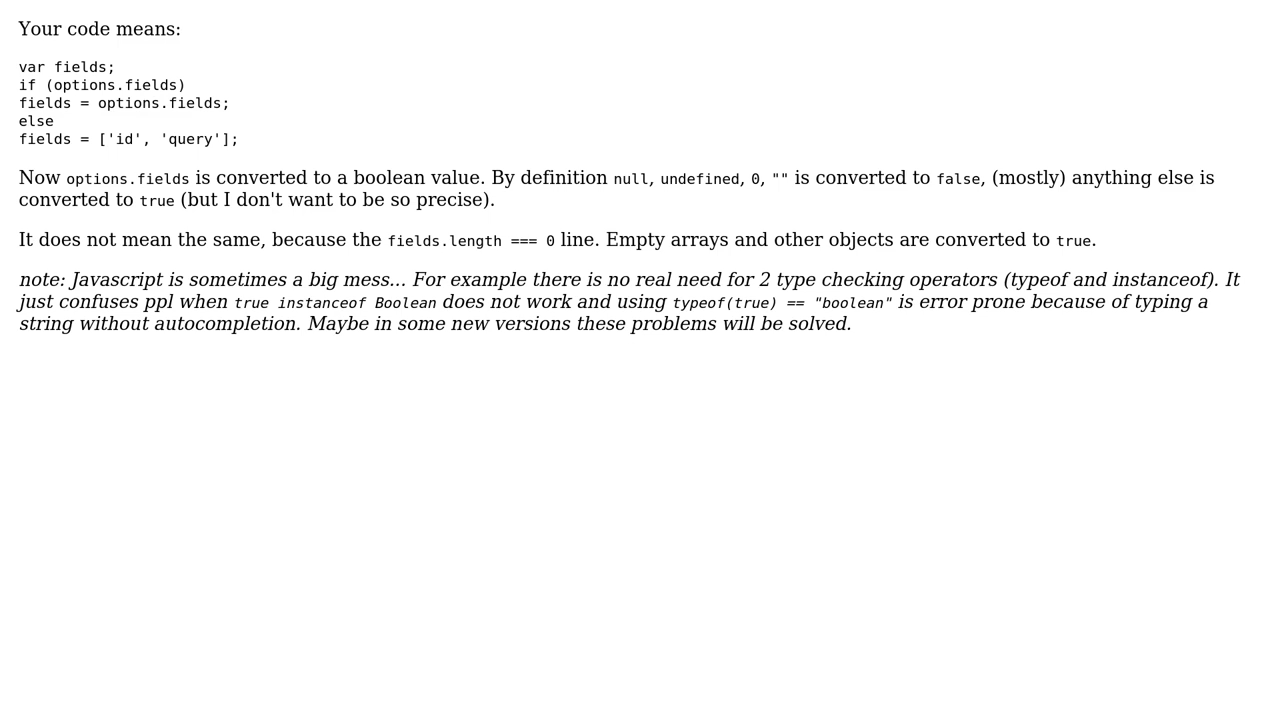 Your code means:
var fields;
if (options.fields)
fields = options.fields;
else
fields = ['id', 'query'];
Now options.fields is converted to a boolean value. By definition null, undefined, 0, "" is converted to false, (mostly) anything else is
converted to true (but I don't want to be so precise).
It does not mean the same, because the fields.length === 0 line. Empty arrays and other objects are converted to true.
note: Javascript is sometimes a big mess... For example there is no real need for 2 type checking operators (typeof and instanceof). It
just confuses ppl when true instanceof Boolean does not work and using typeof(true) == "boolean" is error prone because of typing a
string without autocompletion. Maybe in some new versions these problems will be solved.